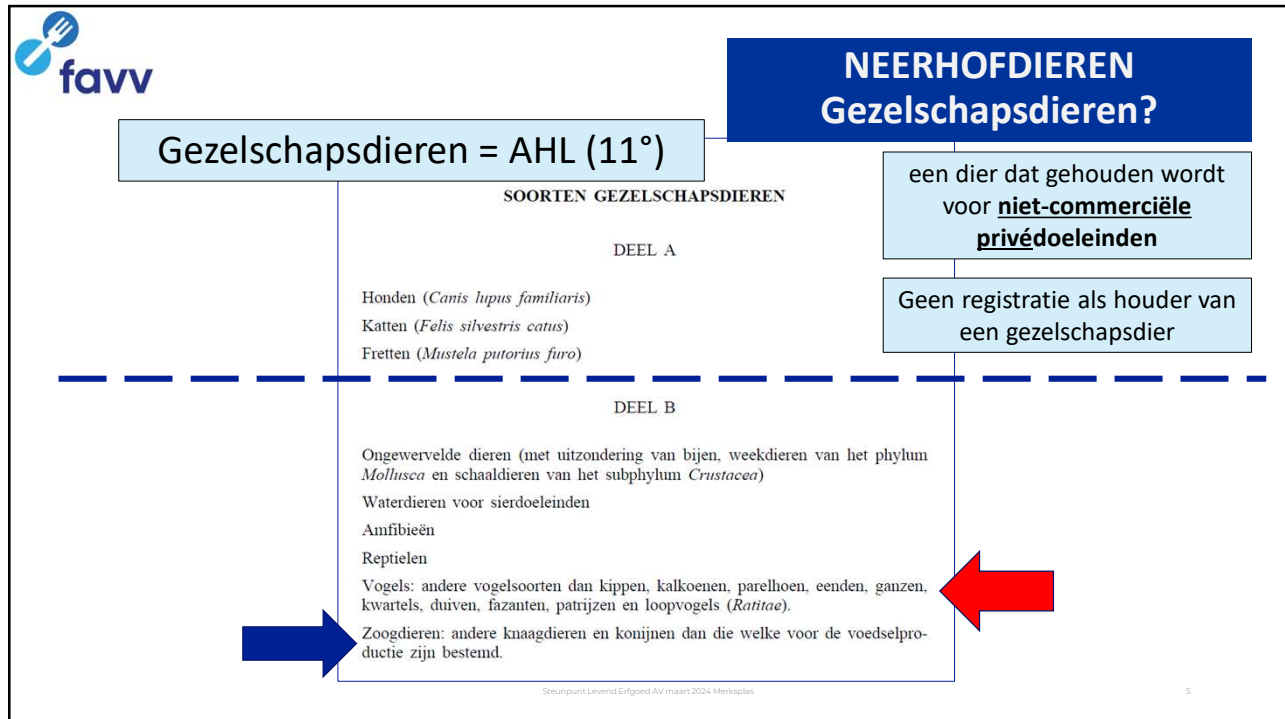 favv
NEERHOFDIEREN
Gezelschapsdieren?
Gezelschapsdieren = AHL (11°)
een dier dat gehouden wordt
voor niet-commerciële
privédoeleinden
Geen registratie als houder van
een gezelschapsdier
SOORTEN GEZELSCHAPSDIEREN
DEEL A
Honden (Canis lupus familiaris)
Katten (Felis silvestris catus)
Fretten (Mustela putorius furo)
DEEL B
Ongewervelde dieren (met uitzondering van bijen, weekdieren van het phylum
Mollusca en schaaldieren van het subphylum Crustacea)
Waterdieren voor sierdoeleinden
Amfibieën
Reptielen
Vogels: andere vogelsoorten dan kippen, kalkoenen, parelhoen, eenden, ganzen,
kwartels, duiven, fazanten, patrijzen en loopvogels (Ratitae).
Zoogdieren: andere knaagdieren en konijnen dan die welke voor de voedselpro-
ductie zijn bestemd.
Steunpunt Levend Erfgoed AV maart 2024 Merksplas
5